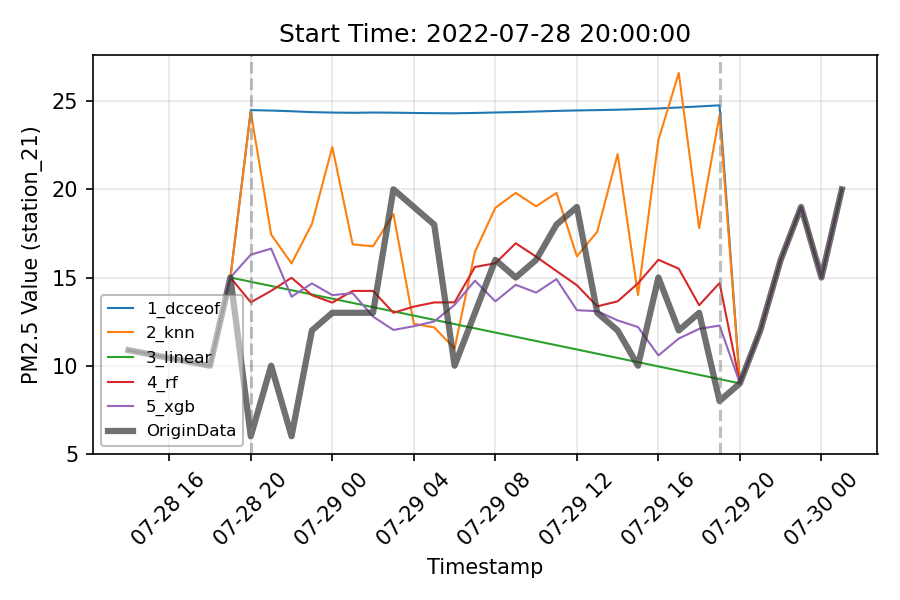 Start Time: 2022-07-28 20:00:00
PM2.5 Value (station_21)
25
20
15
10
5
1_dcceof
2_knn
3_linear
4_rf
5_xgb
OriginData
07-28 16
07-28 20
07-29 00
07-29 04
07-29 08
07-29 12
07-29 16
07-29 20
07-30 00
Timestamp